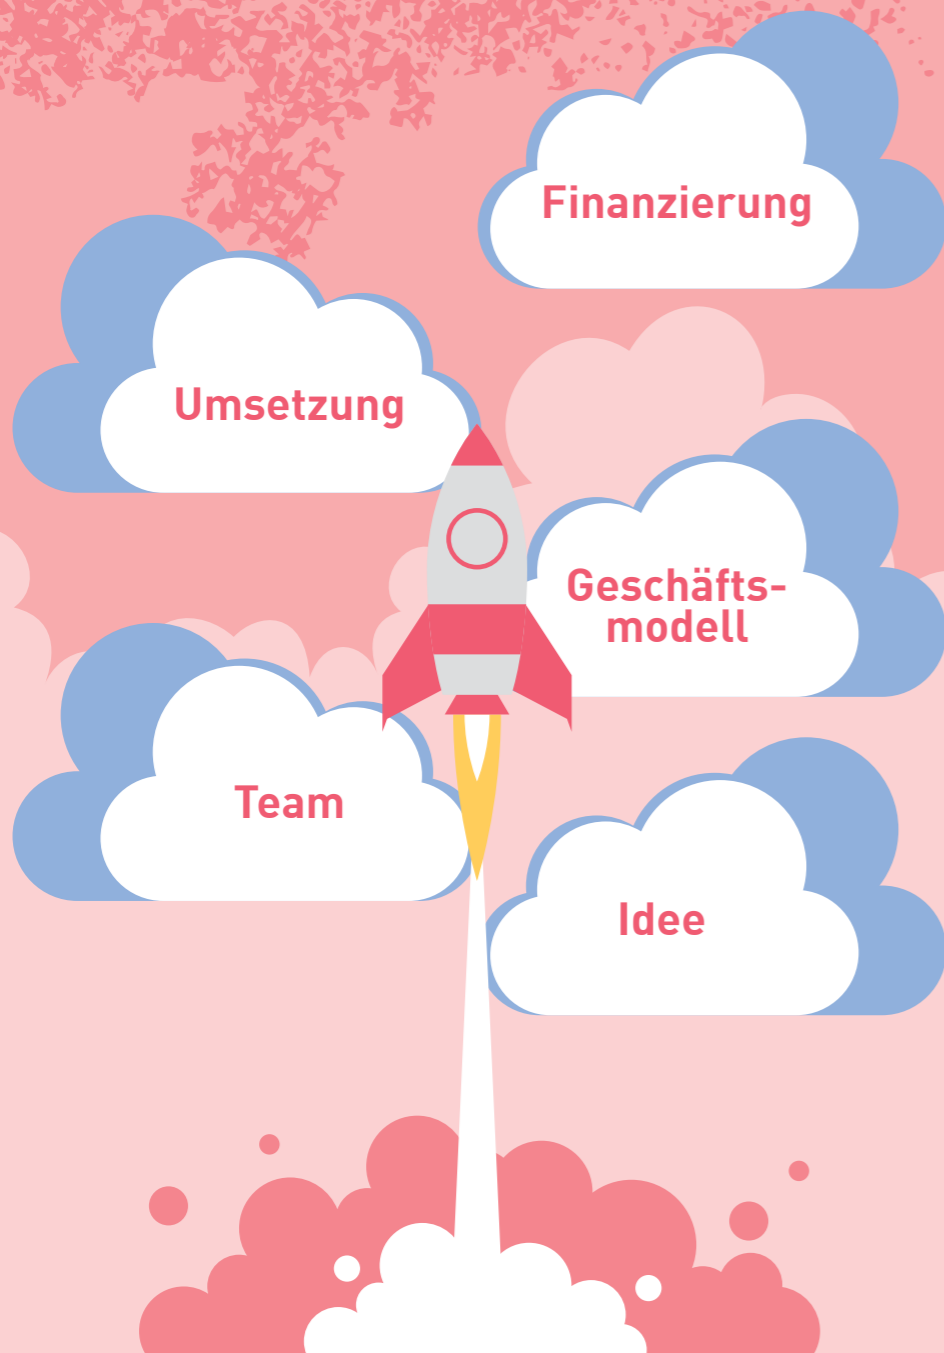 Finanzierung
Umsetzung
Geschäfts-
modell
Team
Idee